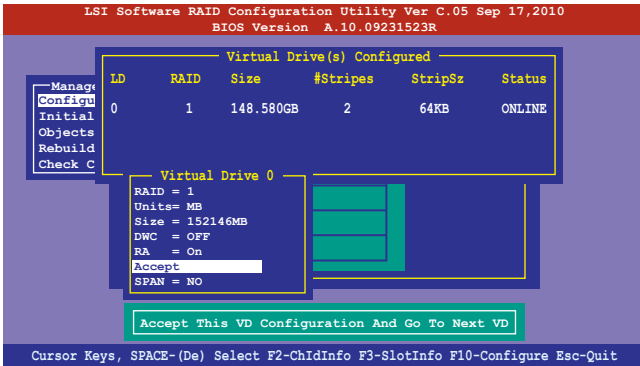 LSI Software RAID Configuration Utility Ver C.05 Sep 17,2010
BIOS Version A.10.09231523R
Virtual Drive(s) Configured
LD RAID Size #Stripes StripSz Status
0 1 148.580GB 2 64KB ONLINE
Manage
Configu
Initial
Objects
Rebuild
Check C
Virtual Drive 0
RAID = 1
Units= MB
Size = 152146MB
DWC = OFF
RA = On
Accept
SPAN = NO
Accept This VD Configuration And Go To Next VD
Cursor Keys, SPACE-(De) Select F2-ChIdInfo F3-SlotInfo F10-Configure Esc-Quit